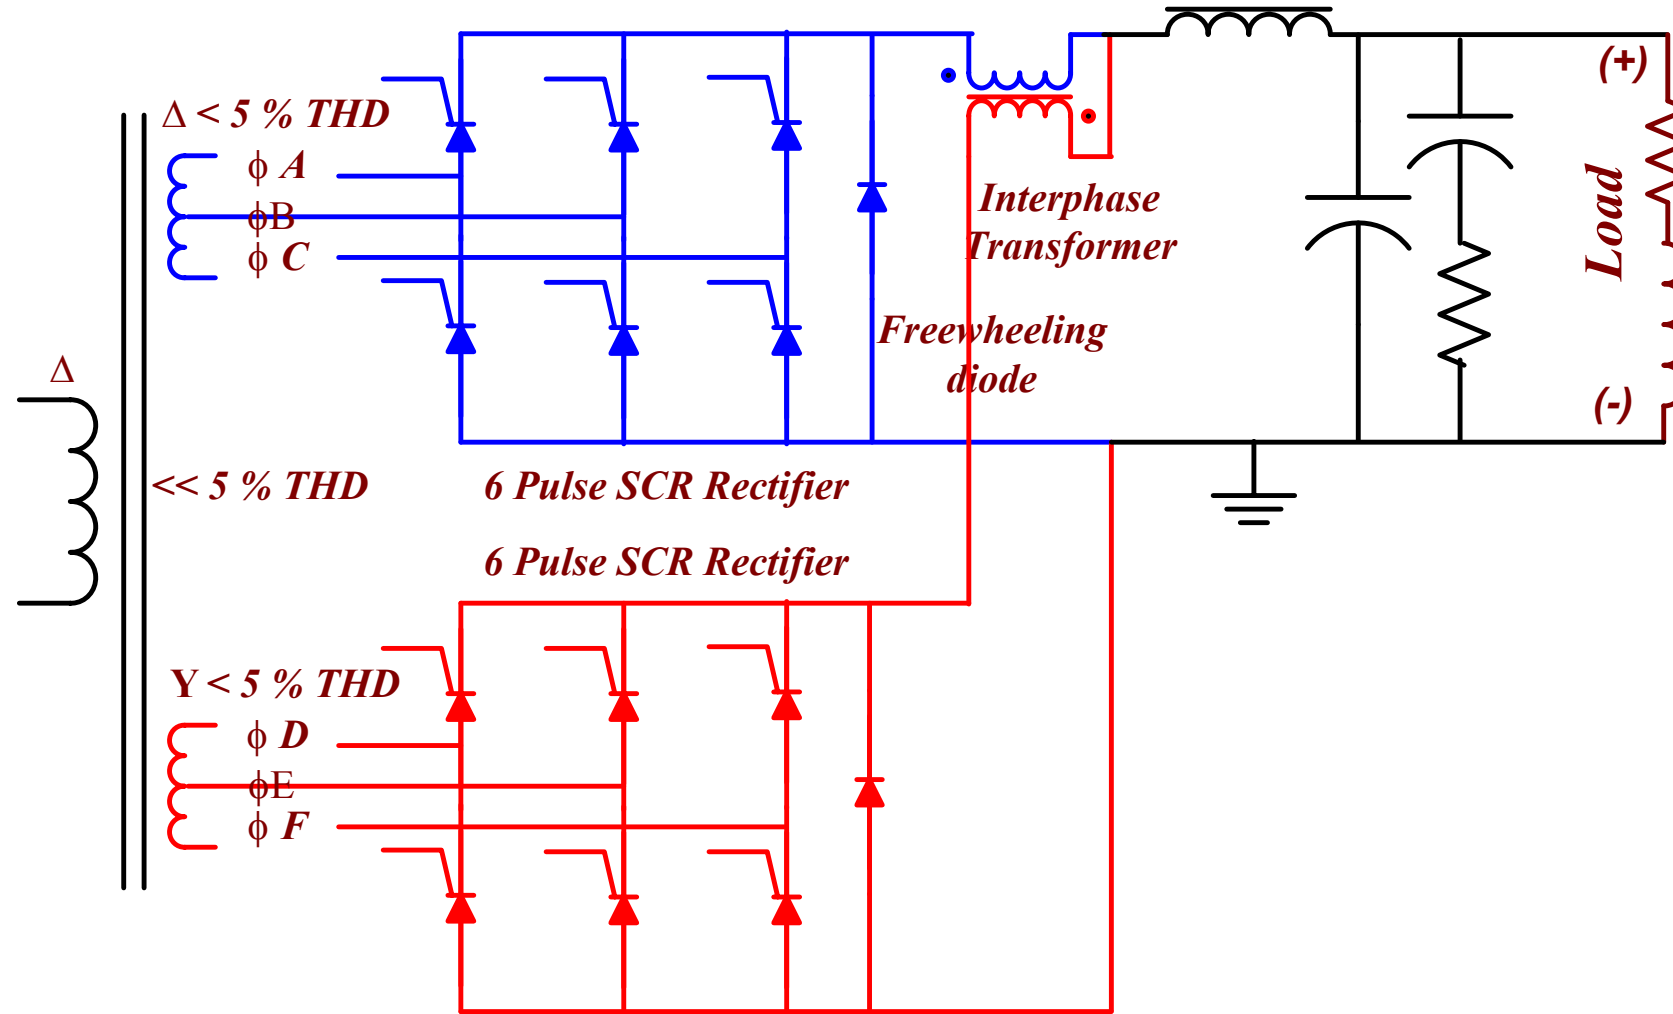 Δ < 5 % THD
ϕ A
ϕB
ϕ C
Interphase
Transformer
Freewheeling
diode
(+)
Load
(-)
Δ
<< 5 % THD
6 Pulse SCR Rectifier
6 Pulse SCR Rectifier
Y < 5 % THD
ϕ D
ϕE
ϕ F